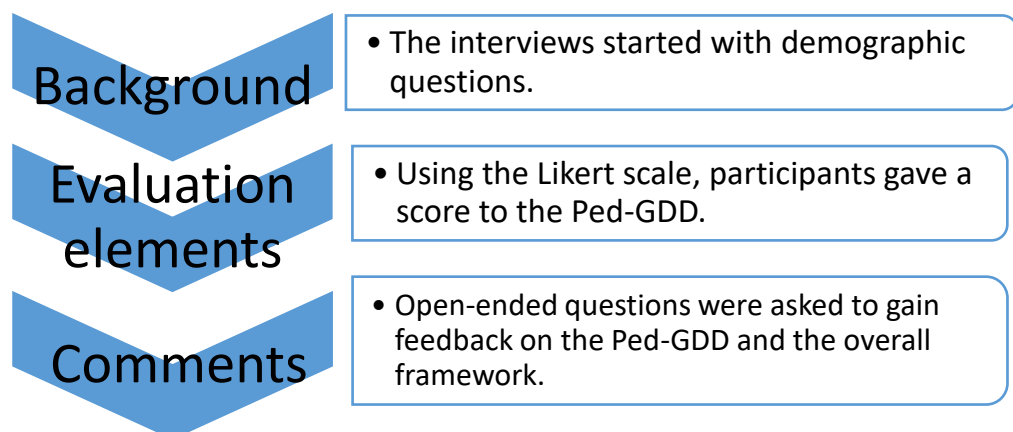 Background
• The interviews started with demographic
questions.
Evaluation
elements
• Using the Likert scale, participants gave a
score to the Ped-GDD.
Comments
• Open-ended questions were asked to gain
feedback on the Ped-GDD and the overall
framework.